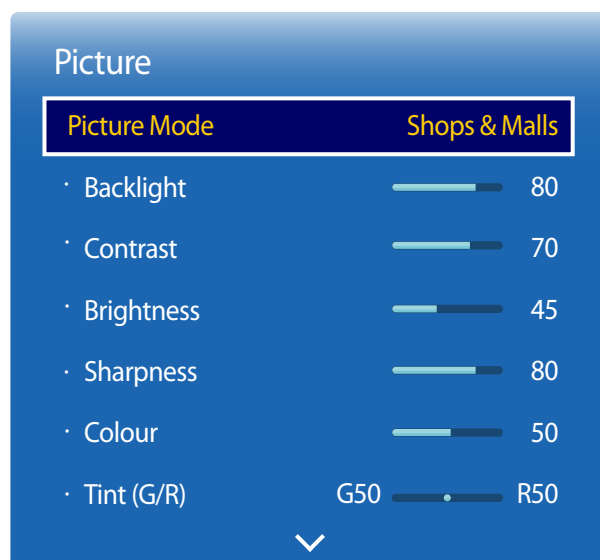 Picture
Picture Mode Shops & Malls
· Backlight 80
· Contrast 70
· Brightness 45
· Sharpness 80
· Colour 50
· Tint (G/R) G50 R50